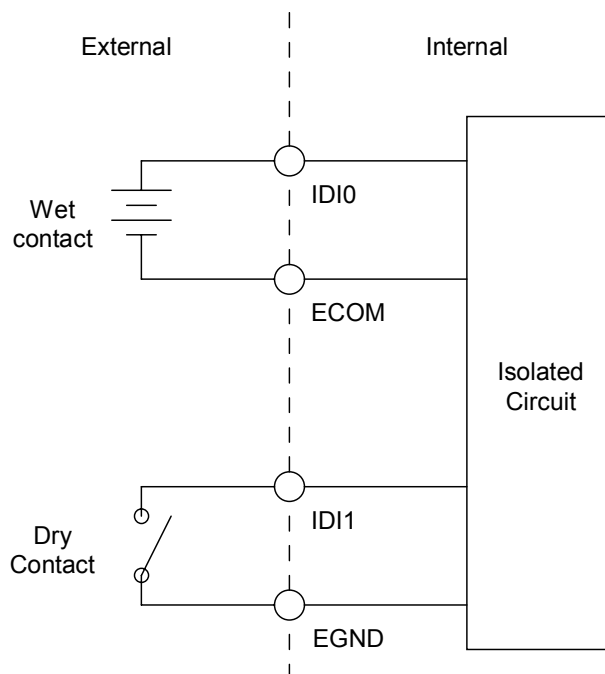 External
Internal
IDI0
Wet
contact
ECOM
Isolated
Circuit
IDI1
Dry
Contact
EGND